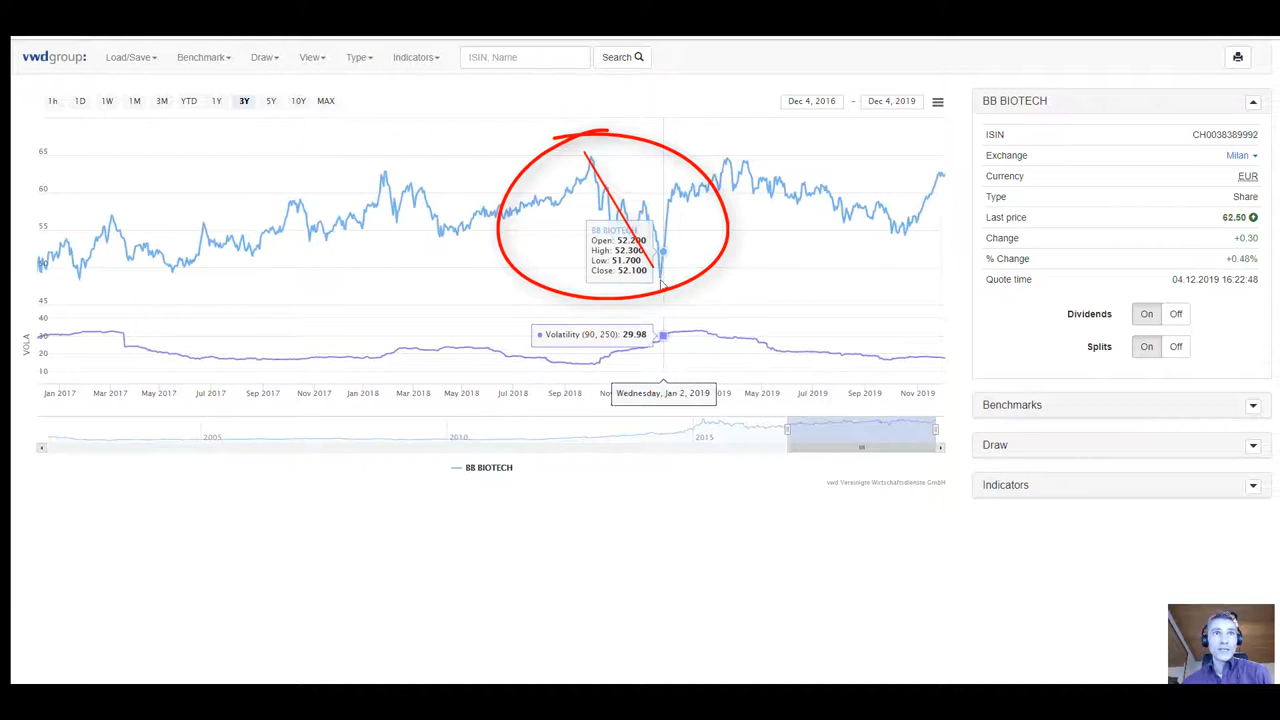 vwdgroup: Load/Save Benchmark Draw View Type Indicators ISIN, Name Search
1h 1D 1W 1M 3M YTD 1Y 3Y 5Y 10Y MAX Dec 4, 2016 – Dec 4, 2019
65
60
55
50
45
BB BIOTECH
Open: 52.200
High: 52.300
Low: 51.700
Close: 52.100
VOLA
40
30
20
10
Volatility (90, 250): 29.98
Jan 2017 Mar 2017 May 2017 Jul 2017 Sep 2017 Nov 2017 Jan 2018 Mar 2018 May 2018 Jul 2018 Sep 2018 Wednesday, Jan 2, 2019 May 2019 Jul 2019 Sep 2019 Nov 2019
2005 2010 2015
BB BIOTECH
vwd Vereinigte Wirtschaftsdienste GmbH
BB BIOTECH
ISIN CH0038389992
Exchange Milan
Currency EUR
Type Share
Last price 62.50
Change +0.30
% Change +0.48%
Quote time 04.12.2019 16:22:48
Dividends On Off
Splits On Off
Benchmarks
Draw
Indicators